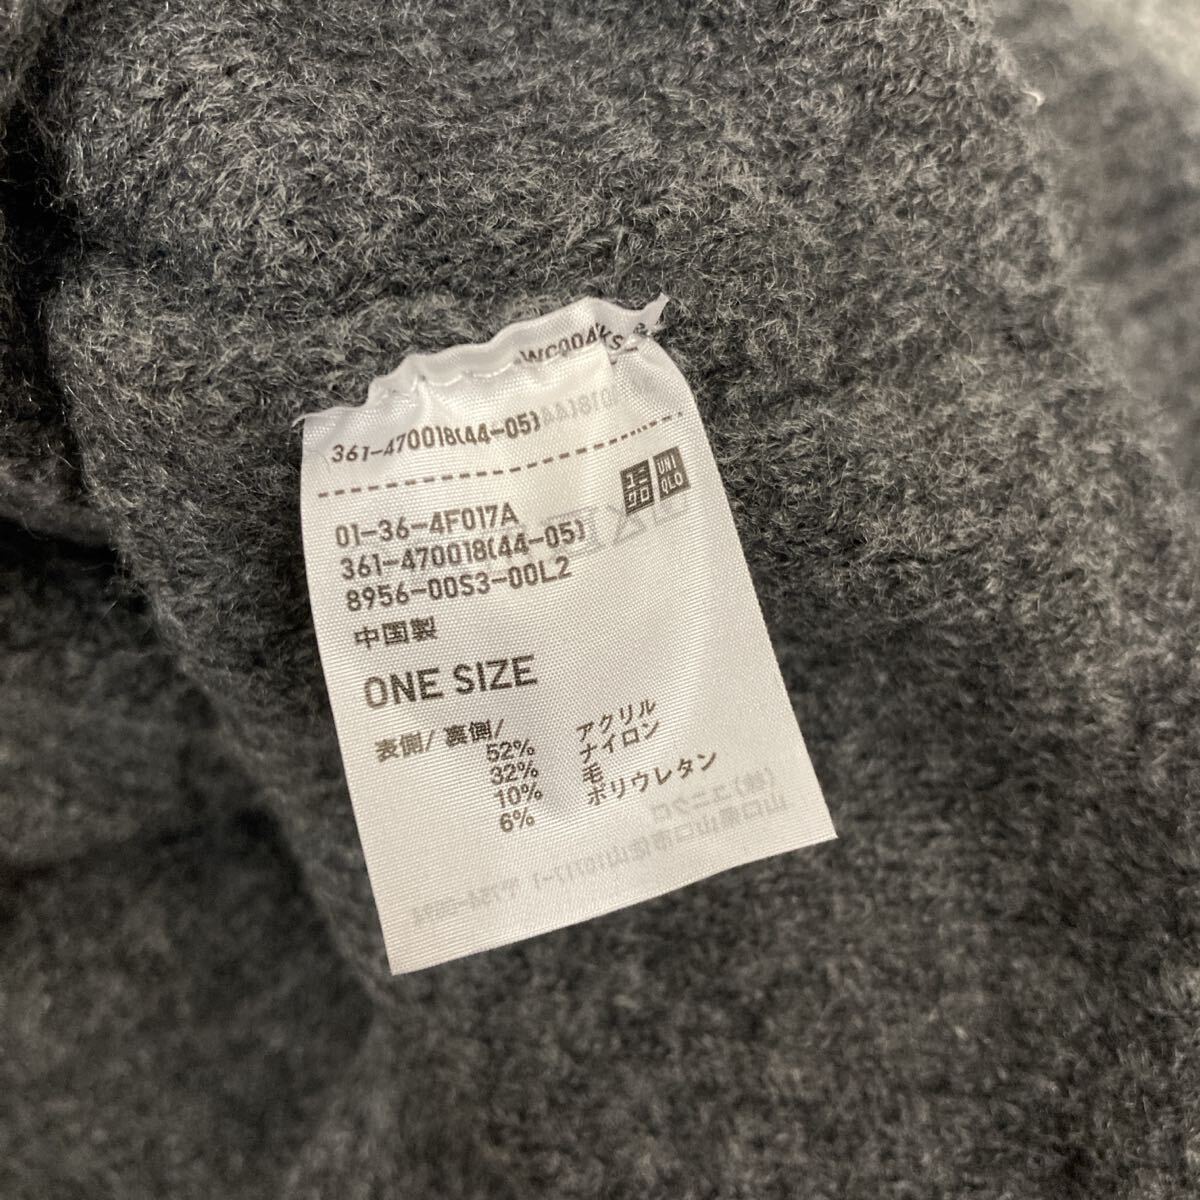 361-470018(44-05)
ユニ
クロ
UNI
QLO
01-36-4F017A
361-470018(44-05)
8956-00S3-00L2
中国製
ONE SIZE
表側/ 裏側/
52% アクリル
32% ナイロン
10% 毛
6% ポリウレタン